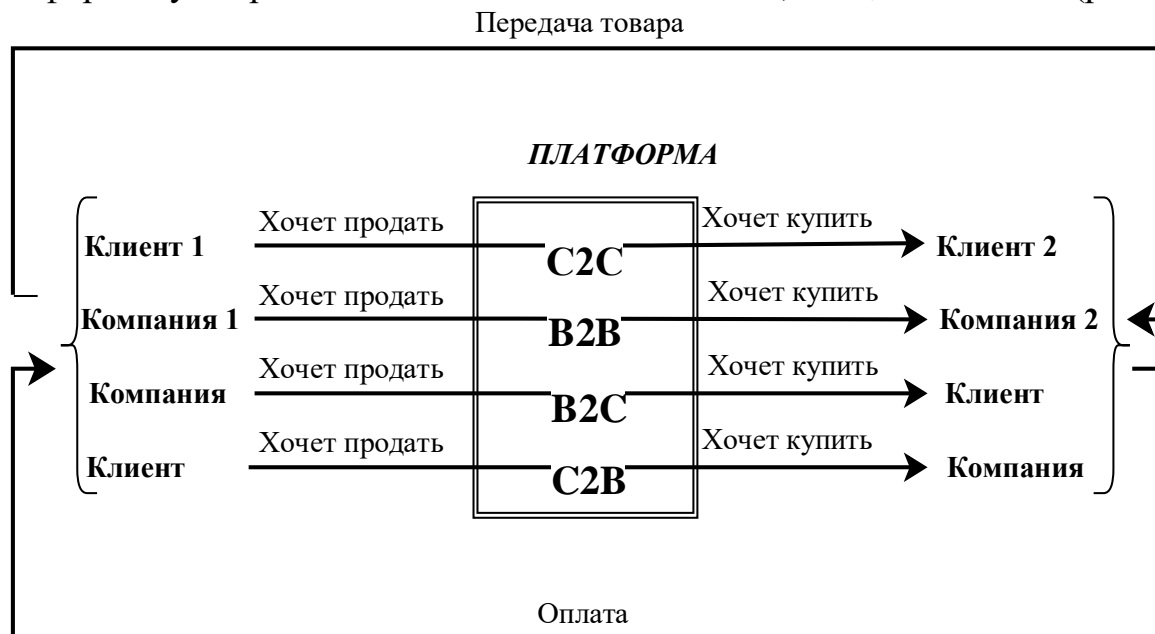 Передача товара
ПЛАТФОРМА
Хочет продать Хочет купить
Клиент 1 C2C Клиент 2
Хочет продать Хочет купить
Компания 1 B2B Компания 2
Хочет продать Хочет купить
Компания B2C Клиент
Хочет продать Хочет купить
Клиент C2B Компания
Оплата